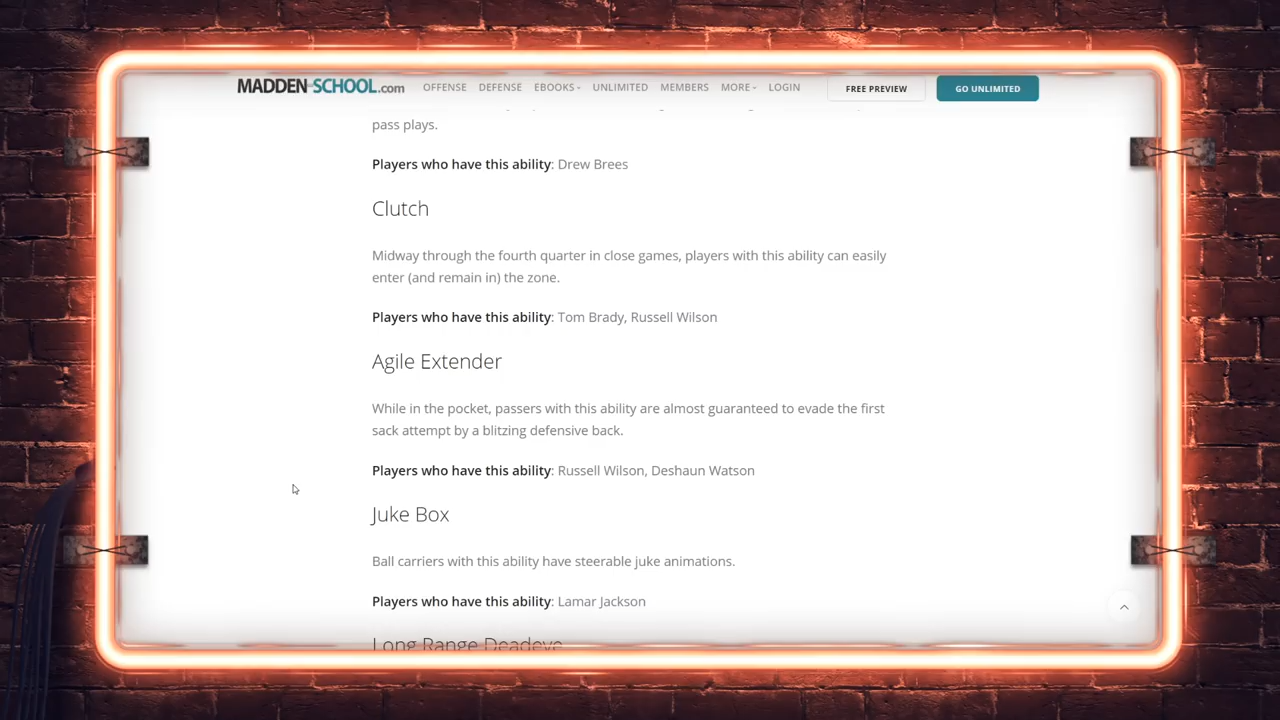 MADDEN-SCHOOL.com OFFENSE DEFENSE EBOOKS UNLIMITED MEMBERS MORE LOGIN FREE PREVIEW GO UNLIMITED
pass plays.
Players who have this ability: Drew Brees
Clutch
Midway through the fourth quarter in close games, players with this ability can easily
enter (and remain in) the zone.
Players who have this ability: Tom Brady, Russell Wilson
Agile Extender
While in the pocket, passers with this ability are almost guaranteed to evade the first
sack attempt by a blitzing defensive back.
Players who have this ability: Russell Wilson, Deshaun Watson
Juke Box
Ball carriers with this ability have steerable juke animations.
Players who have this ability: Lamar Jackson
Long Range Deadeye